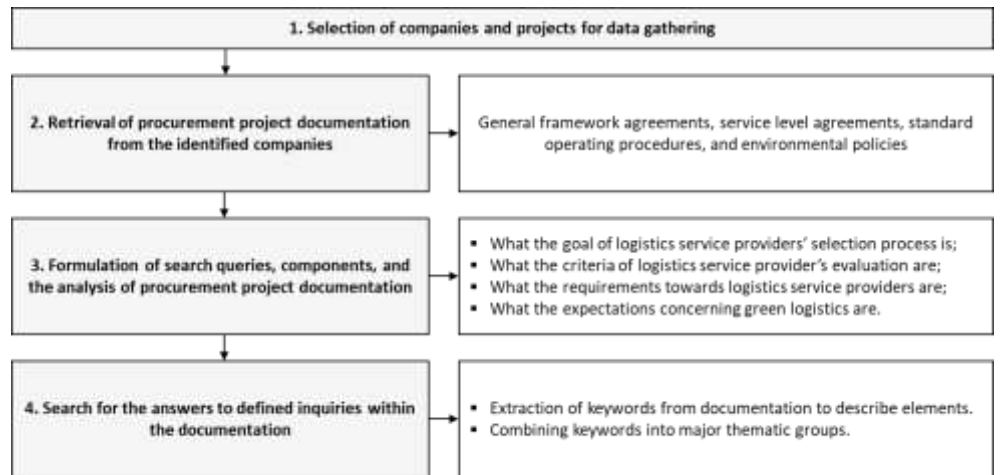 1. Selection of companies and projects for data gathering
2. Retrieval of procurement project documentation
from the identified companies
General framework agreements, service level agreements, standard
operating procedures, and environmental policies
3. Formulation of search queries, components, and
the analysis of procurement project documentation
▪ What the goal of logistics service providers’ selection process is;
▪ What the criteria of logistics service provider’s evaluation are;
▪ What the requirements towards logistics service providers are;
▪ What the expectations concerning green logistics are.
4. Search for the answers to defined inquiries within
the documentation
▪ Extraction of keywords from documentation to describe elements.
▪ Combining keywords into major thematic groups.